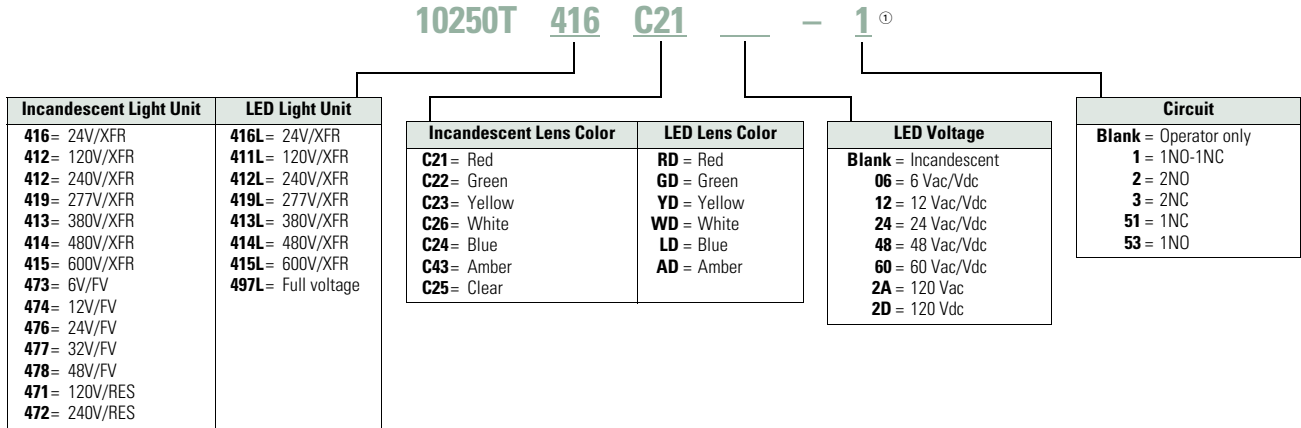 10250T 416 C21 ___ – 1 ①
Incandescent Light Unit
416 = 24V/XFR
412 = 120V/XFR
412 = 240V/XFR
419 = 277V/XFR
413 = 380V/XFR
414 = 480V/XFR
415 = 600V/XFR
473 = 6V/FV
474 = 12V/FV
476 = 24V/FV
477 = 32V/FV
478 = 48V/FV
471 = 120V/RES
472 = 240V/RES
LED Light Unit
416L = 24V/XFR
411L = 120V/XFR
412L = 240V/XFR
419L = 277V/XFR
413L = 380V/XFR
414L = 480V/XFR
415L = 600V/XFR
497L = Full voltage
Incandescent Lens Color
C21 = Red
C22 = Green
C23 = Yellow
C26 = White
C24 = Blue
C43 = Amber
C25 = Clear
LED Lens Color
RD = Red
GD = Green
YD = Yellow
WD = White
LD = Blue
AD = Amber
LED Voltage
Blank = Incandescent
06 = 6 Vac/Vdc
12 = 12 Vac/Vdc
24 = 24 Vac/Vdc
48 = 48 Vac/Vdc
60 = 60 Vac/Vdc
2A = 120 Vac
2D = 120 Vdc
Circuit
Blank = Operator only
1 = 1NO-1NC
2 = 2NO
3 = 2NC
51 = 1NC
53 = 1NO